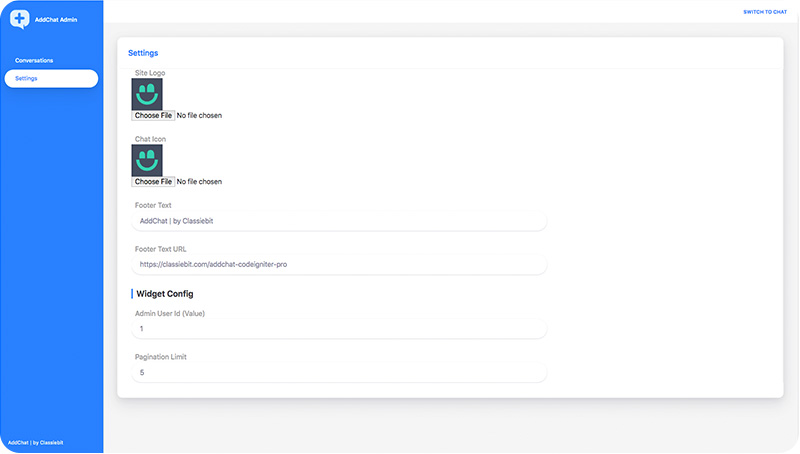 AddChat Admin
SWITCH TO CHAT
Conversations
Settings
Settings
Site Logo
Choose File No file chosen
Chat Icon
Choose File No file chosen
Footer Text
AddChat | by Classiebit
Footer Text URL
https://classiebit.com/addchat-codeigniter-pro
Widget Config
Admin User Id (Value)
1
Pagination Limit
5
AddChat | by Classiebit